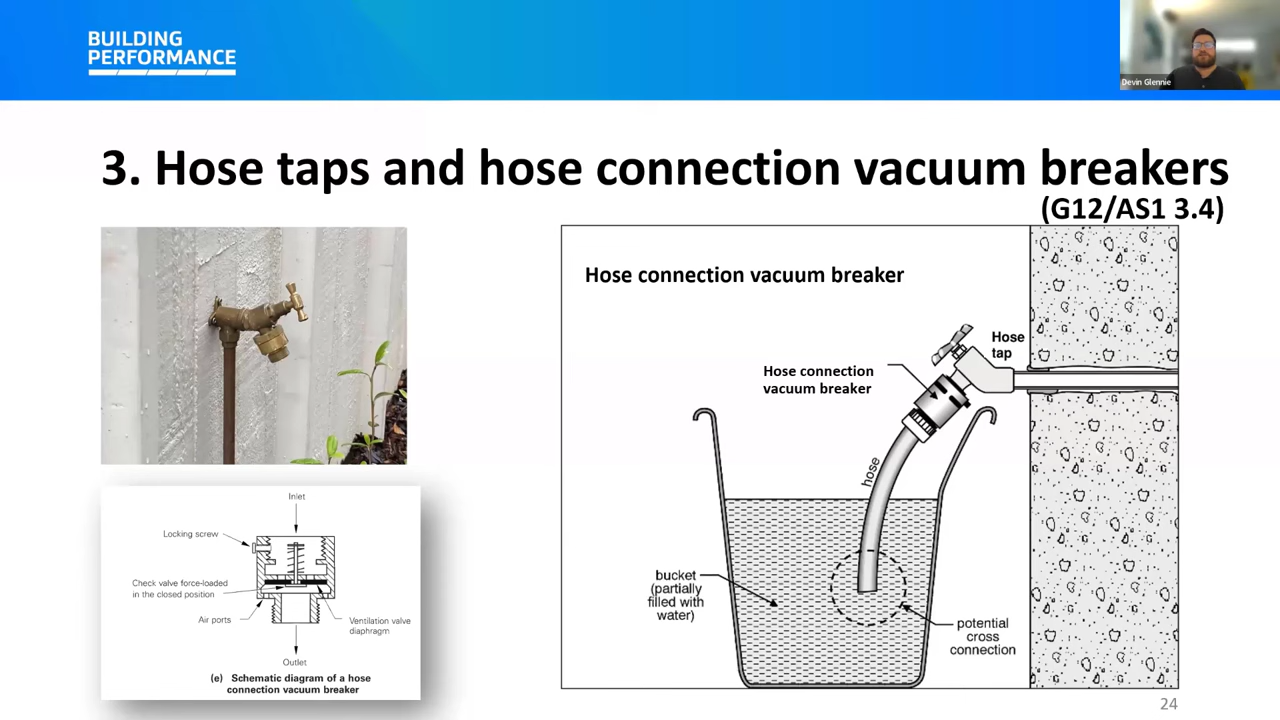 BUILDING
PERFORMANCE
Devin Glennie
3. Hose taps and hose connection vacuum breakers
(G12/AS1 3.4)
Inlet
Locking screw
Check valve force-loaded
in the closed position
Air ports
Ventilation valve
diaphragm
Outlet
(e) Schematic diagram of a hose
connection vacuum breaker
Hose connection vacuum breaker
Hose
tap
Hose connection
vacuum breaker
hose
bucket
(partially
filled with
water)
potential
cross
connection
24